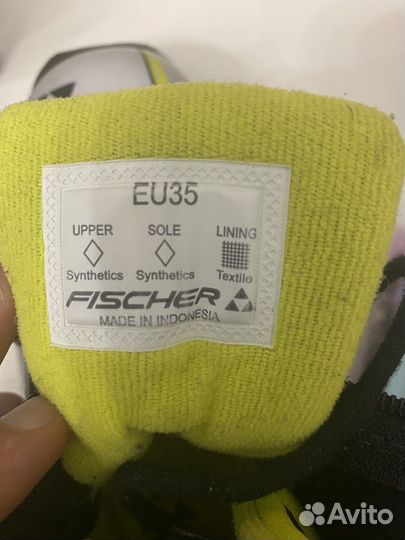 EU35
UPPER SOLE LINING
Synthetics Synthetics Textile
FISCHER
MADE IN INDONESIA
Avito